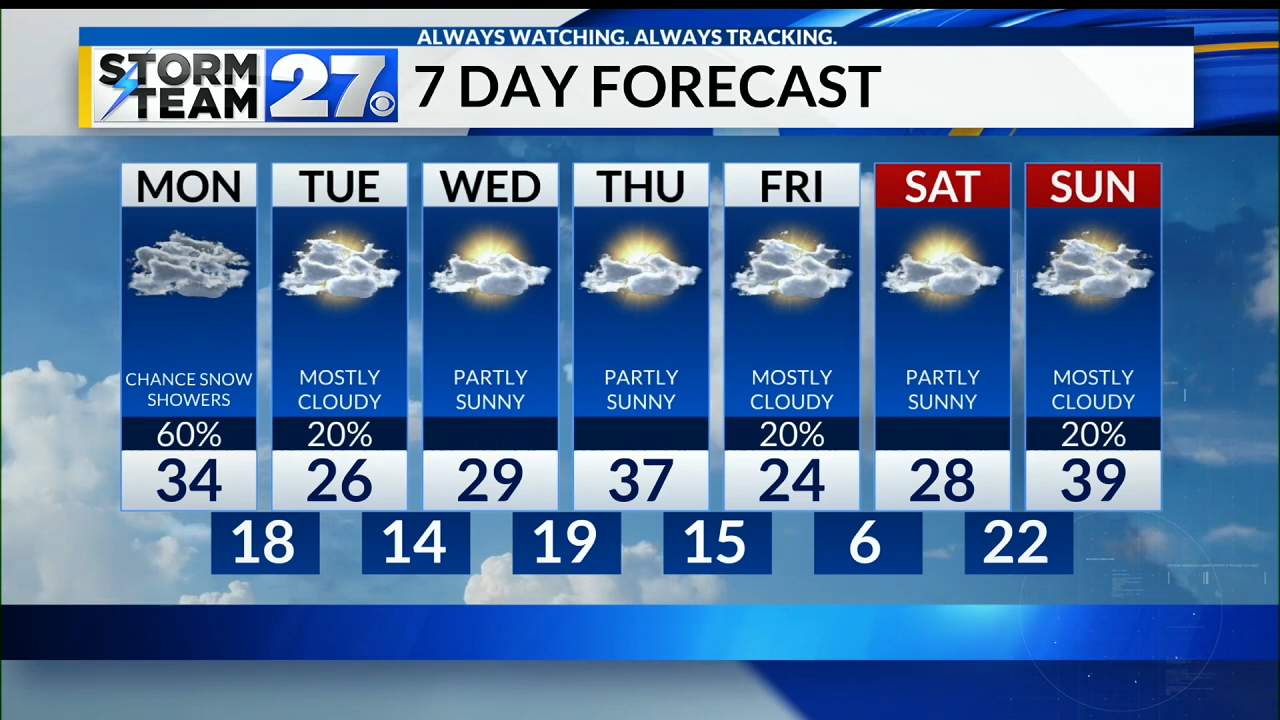 ALWAYS WATCHING. ALWAYS TRACKING.
STORM
TEAM
27
7 DAY FORECAST
MON TUE WED THU FRI SAT SUN
CHANCE SNOW
SHOWERS
MOSTLY
CLOUDY
PARTLY
SUNNY
PARTLY
SUNNY
MOSTLY
CLOUDY
PARTLY
SUNNY
MOSTLY
CLOUDY
60% 20% 20% 20%
34 26 29 37 24 28 39
18 14 19 15 6 22